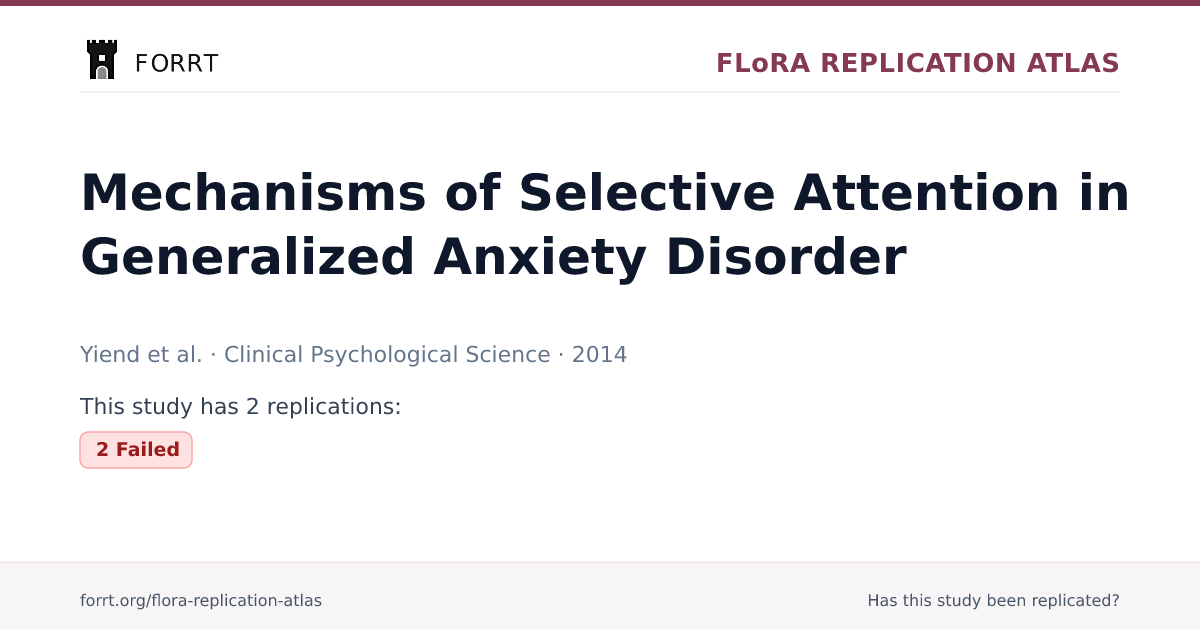 FORRT
FLoRA REPLICATION ATLAS
Mechanisms of Selective Attention in
Generalized Anxiety Disorder
Yiend et al. · Clinical Psychological Science · 2014
This study has 2 replications:
2 Failed
forrt.org/flora-replication-atlas
Has this study been replicated?